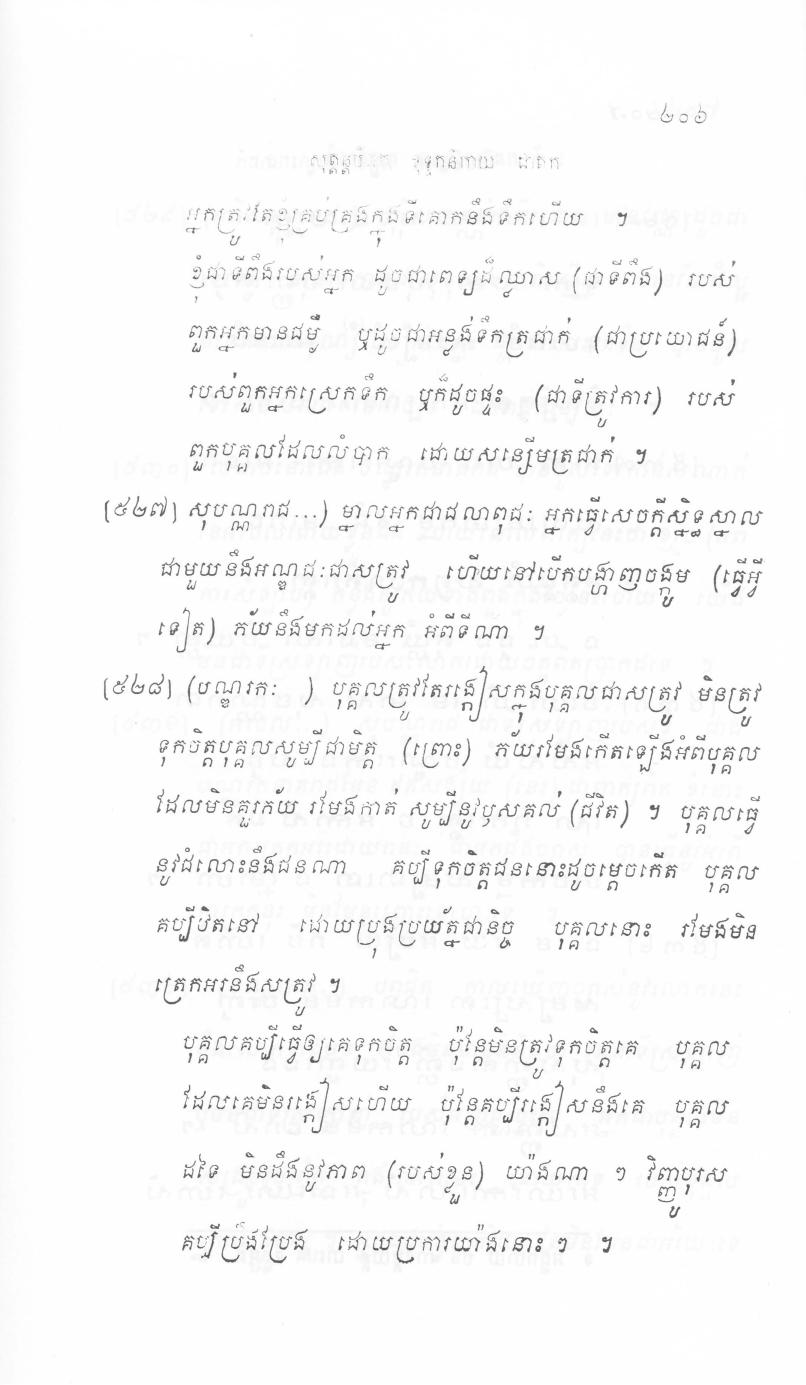 ២០៦
សុត្តន្តបិដក ខុទ្ទកនិកាយ ជាតក
អ្នកត្រូវតែខ្ញុំគ្រប់គ្រងក្នុងទីគោកនឹងទឹកហើយ ។
ខ្ញុំជាទីពឹងរបស់អ្នក ដូចជាពេទ្យដ៏ឈ្លាស (ជាទីពឹង) របស់
ពួកអ្នកមានជម្ងឺ ឬដូចជាអន្លង់ទឹកត្រជាក់ (ជាប្រយោជន៍)
របស់ពួកអ្នកស្រេកទឹក ឬក៏ដូចផ្ទះ (ជាទីត្រូវការ) របស់
ពួកបុគ្គលដែលលំបាក ដោយសន្សើមត្រជាក់ ។
[៥២៧] សុបណ្ណរាជ...) ម្នាលអ្នកជាជលាពុជៈ អ្នកធ្វើសេចក្តីស្និទ្ធស្នាល
ជាមួយនឹងអណ្ឌជៈជាសត្រូវ ហើយនៅបើកបង្ហាញចង្កូម (ធ្វើអ្វី
ទៀត) ភ័យនឹងមកដល់អ្នក អំពីទីណា ។
[៥២៨] (បណ្ឌរកៈ ) បុគ្គលត្រូវតែរង្កៀសក្នុងបុគ្គលជាសត្រូវ មិនត្រូវ
ទុកចិត្តបុគ្គលសូម្បីជាមិត្ត (ព្រោះ) ភ័យរមែងកើតឡើងអំពីបុគ្គល
ដែលមិនគួរភ័យ រមែងកាត់ សូម្បីនូវឫសគល់ (ជីវិត) ។ បុគ្គលធ្វើ
នូវជំលោះនឹងជនណា គប្បីទុកចិត្តជននោះដូចម្តេចកើត បុគ្គល
គប្បីឋិតនៅ ដោយប្រុងប្រយ័ត្នជានិច្ច បុគ្គលនោះ រមែងមិន
ត្រេកអរនឹងសត្រូវ ។
បុគ្គលគប្បីធ្វើឲ្យគេទុកចិត្ត ប៉ុន្តែមិនត្រូវទុកចិត្តគេ បុគ្គល
ដែលគេមិនរង្កៀសហើយ ប៉ុន្តែគប្បីរង្កៀសនឹងគេ បុគ្គល
ដទៃ មិនដឹងនូវភាព (របស់ខ្លួន) យ៉ាងណា ៗ វិញ្ញូបុរស
គប្បីប្រឹងប្រែង ដោយប្រការយ៉ាងនោះ ៗ ។